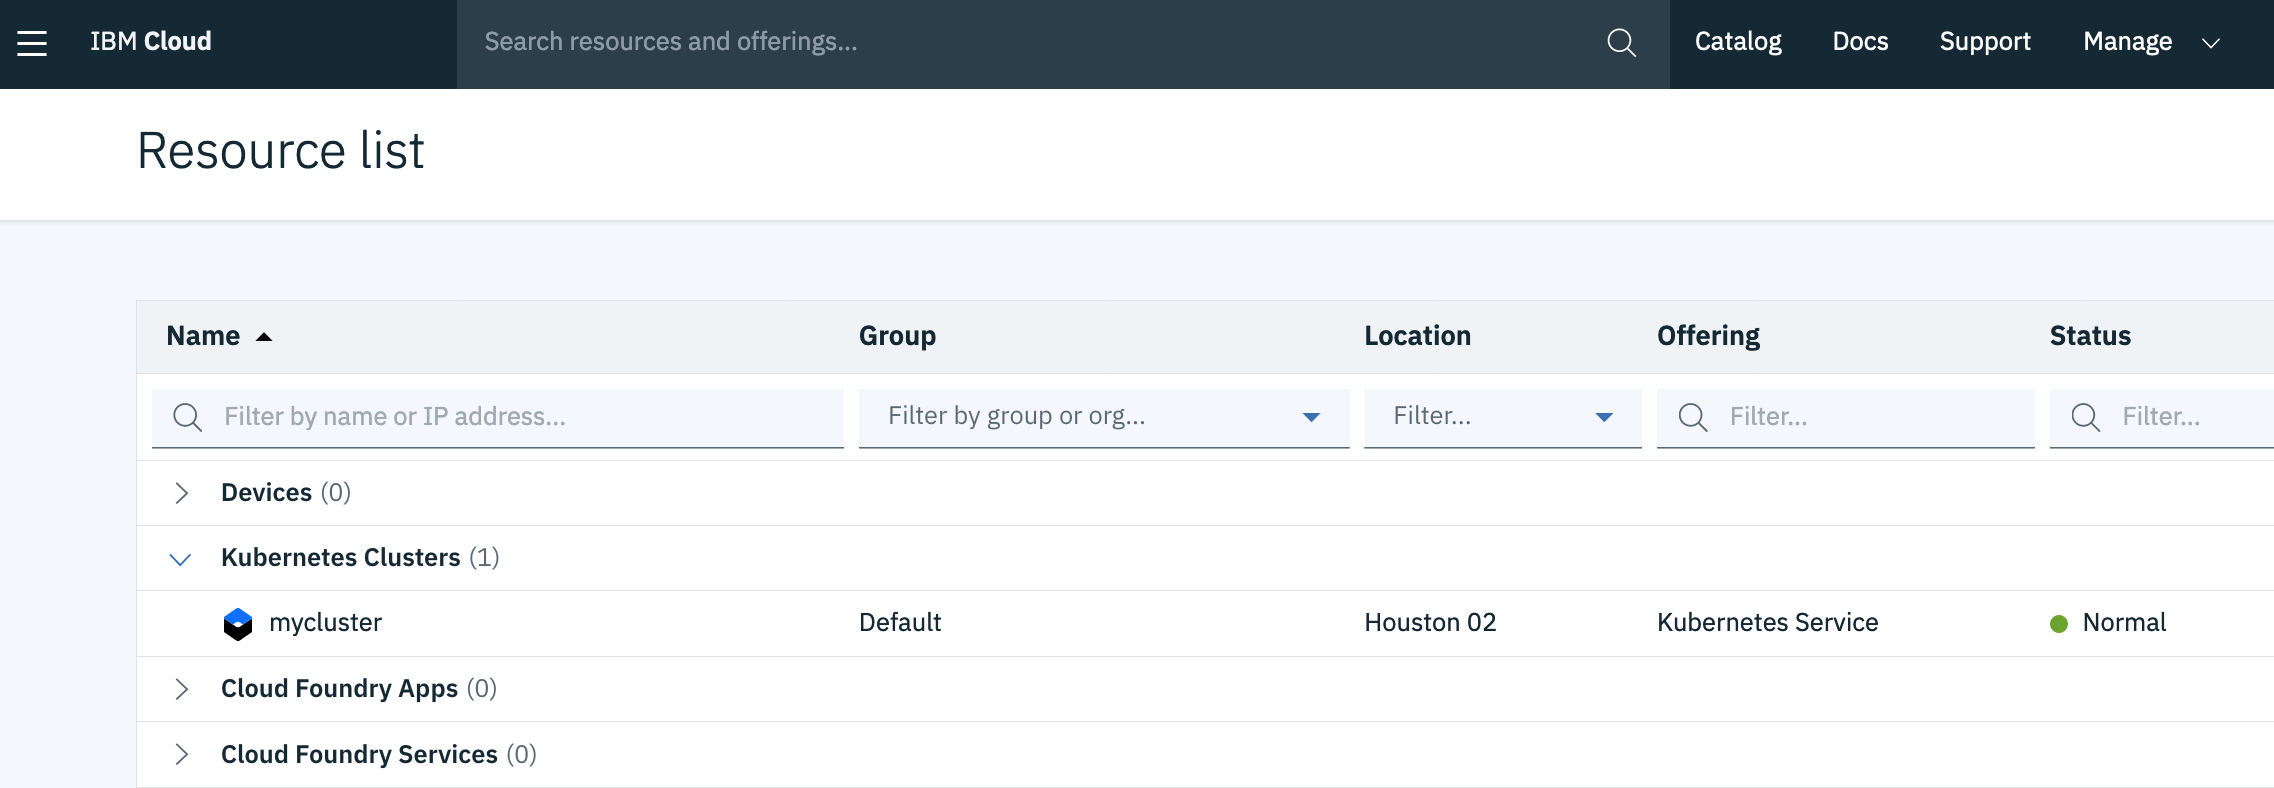 IBM Cloud Search resources and offerings... Catalog Docs Support Manage
Resource list
Name Group Location Offering Status
Filter by name or IP address... Filter by group or org... Filter... Filter... Filter...
Devices (0)
Kubernetes Clusters (1)
mycluster Default Houston 02 Kubernetes Service Normal
Cloud Foundry Apps (0)
Cloud Foundry Services (0)